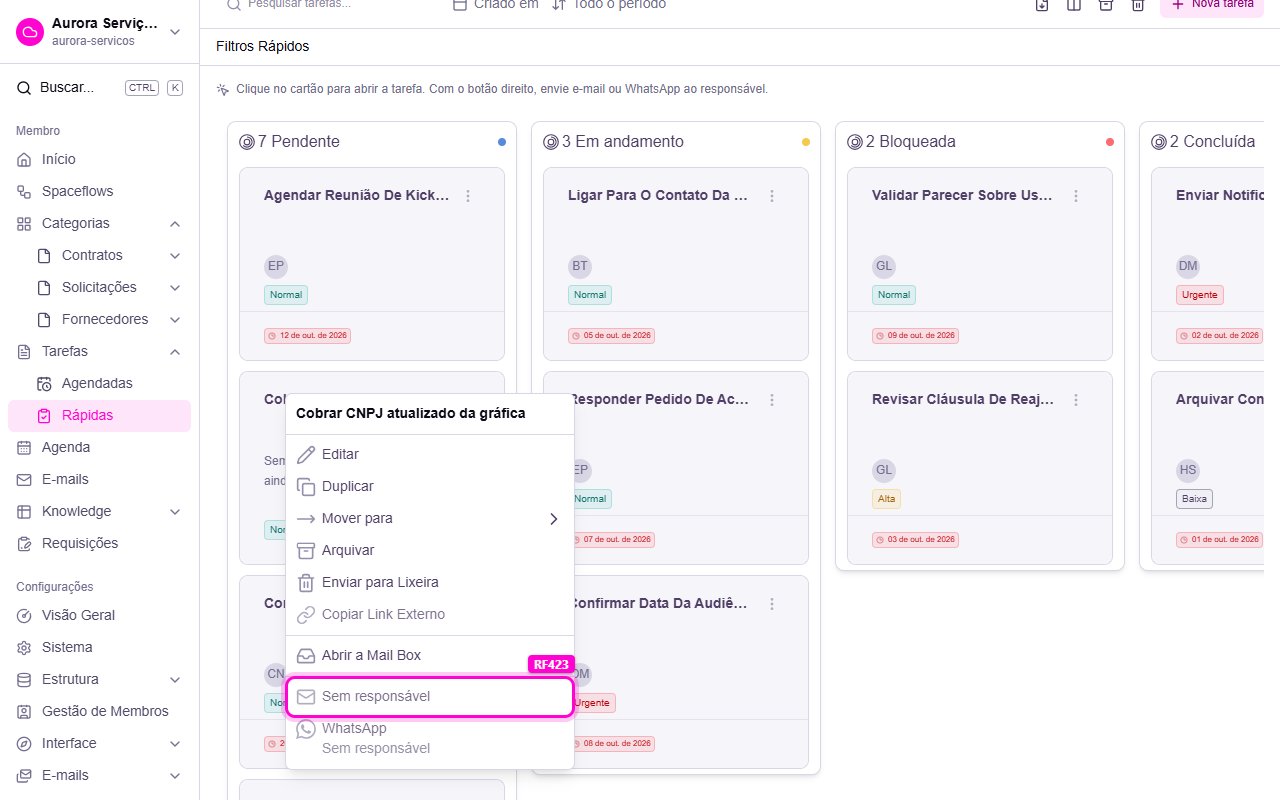 Aurora Serviç...
aurora-servicos
Buscar...
CTRL
K
Membro
Início
Spaceflows
Categorias
Contratos
Solicitações
Fornecedores
Tarefas
Agendadas
Rápidas
Agenda
E-mails
Knowledge
Requisições
Configurações
Visão Geral
Sistema
Estrutura
Gestão de Membros
Interface
E-mails
Pesquisar tarefas...
Criado em
Todo o período
Nova tarefa
Filtros Rápidos
Clique no cartão para abrir a tarefa. Com o botão direito, envie e-mail ou WhatsApp ao responsável.
7 Pendente
Agendar Reunião De Kick...
EP
Normal
12 de out. de 2026
Cobrar CNPJ atualizado da gráfica
Editar
Duplicar
Mover para
Arquivar
Enviar para Lixeira
Copiar Link Externo
Abrir a Mail Box
RF423
Sem responsável
WhatsApp
Sem responsável
CN
3 Em andamento
Ligar Para O Contato Da ...
BT
Normal
05 de out. de 2026
Responder Pedido De Ac...
EP
Normal
07 de out. de 2026
Confirmar Data Da Audiê...
DM
Urgente
08 de out. de 2026
2 Bloqueada
Validar Parecer Sobre Us...
GL
Normal
09 de out. de 2026
Revisar Cláusula De Reaj...
GL
Alta
03 de out. de 2026
2 Concluída
Enviar Notific
DM
Urgente
02 de out. de 2026
Arquivar Con
HS
Baixa
01 de out. de 2026